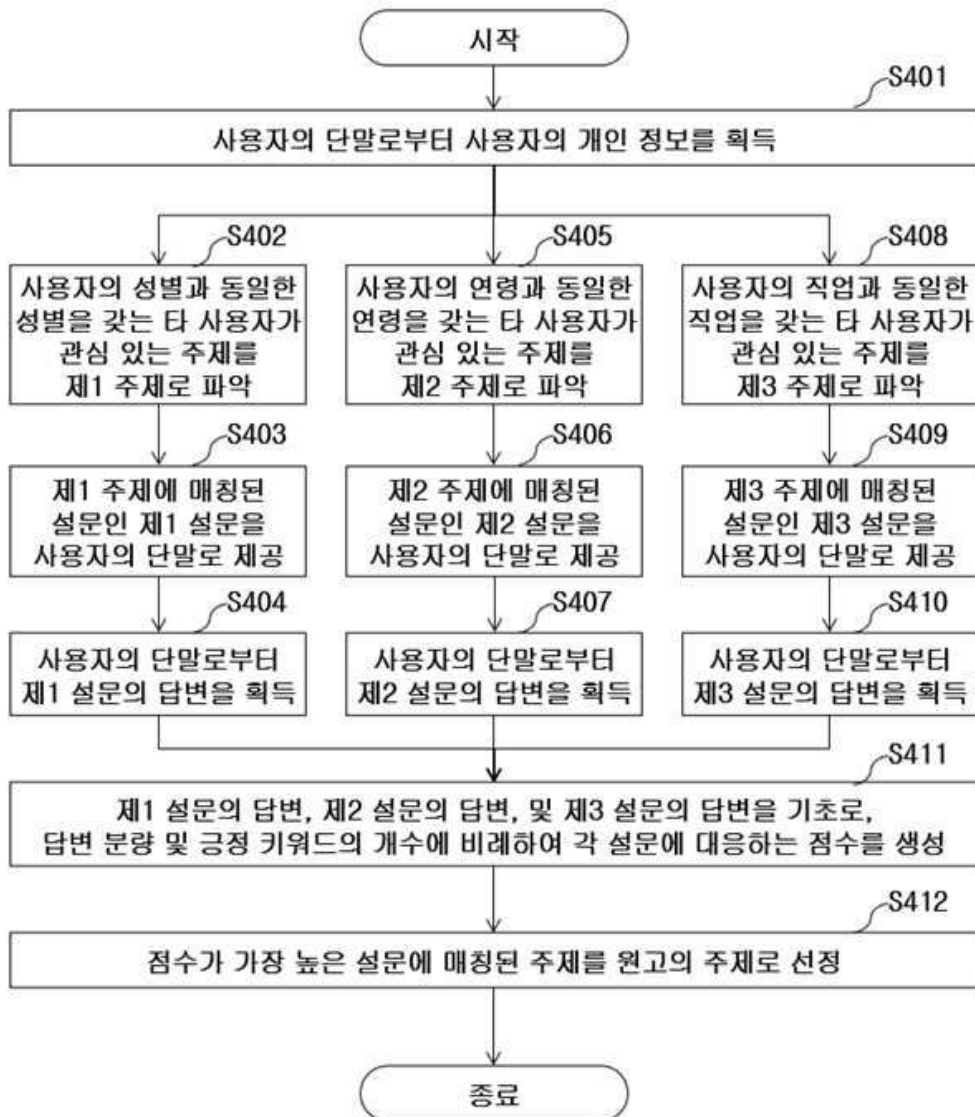 시작
S401
사용자의 단말로부터 사용자의 개인 정보를 획득
S402
사용자의 성별과 동일한
성별을 갖는 타 사용자가
관심 있는 주제를
제1 주제로 파악
S405
사용자의 연령과 동일한
연령을 갖는 타 사용자가
관심 있는 주제를
제2 주제로 파악
S408
사용자의 직업과 동일한
직업을 갖는 타 사용자가
관심 있는 주제를
제3 주제로 파악
S403
제1 주제에 매칭된
설문인 제1 설문을
사용자의 단말로 제공
S406
제2 주제에 매칭된
설문인 제2 설문을
사용자의 단말로 제공
S409
제3 주제에 매칭된
설문인 제3 설문을
사용자의 단말로 제공
S404
사용자의 단말로부터
제1 설문의 답변을 획득
S407
사용자의 단말로부터
제2 설문의 답변을 획득
S410
사용자의 단말로부터
제3 설문의 답변을 획득
S411
제1 설문의 답변, 제2 설문의 답변, 및 제3 설문의 답변을 기초로,
답변 분량 및 긍정 키워드의 개수에 비례하여 각 설문에 대응하는 점수를 생성
S412
점수가 가장 높은 설문에 매칭된 주제를 원고의 주제로 선정
종료